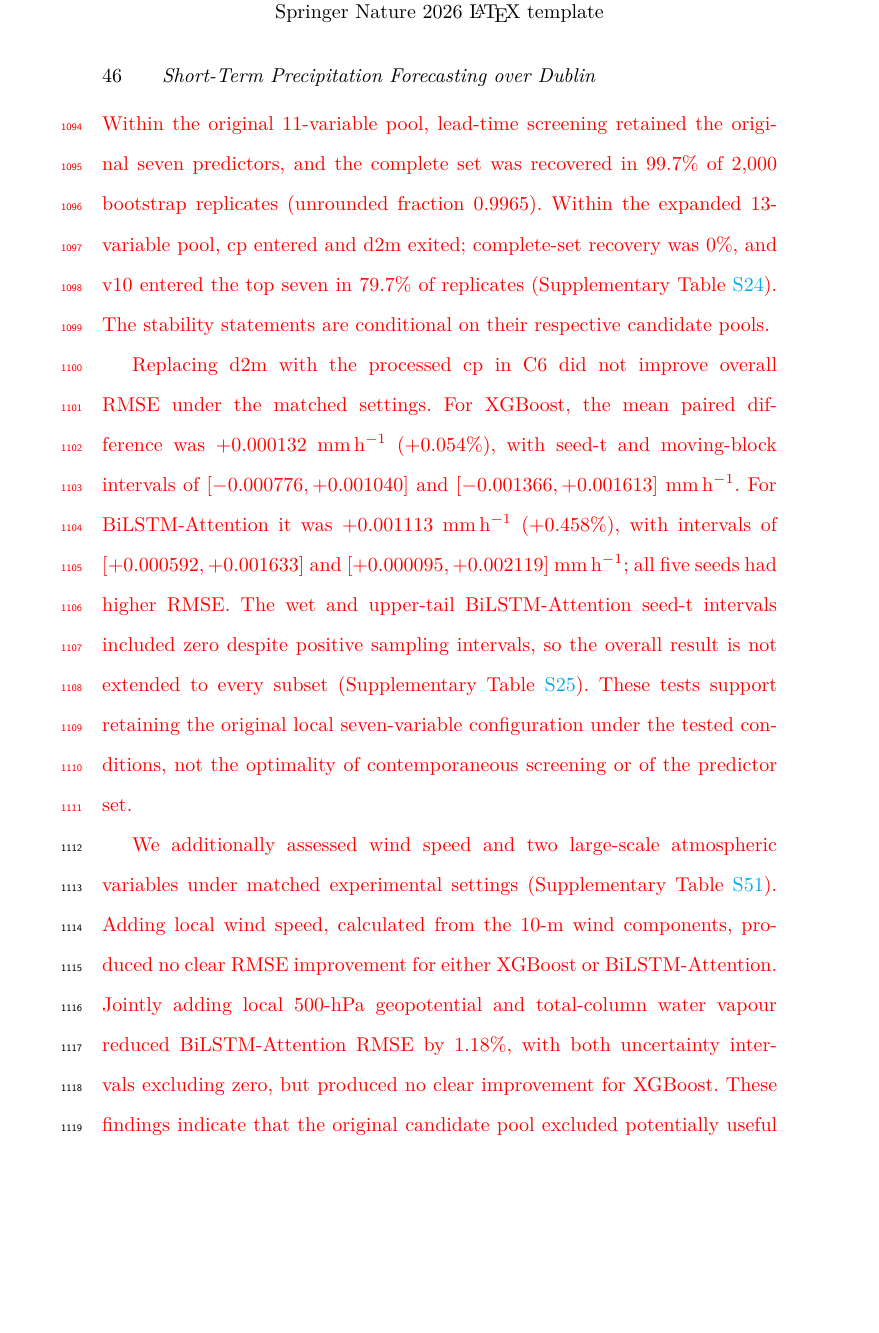 Springer Nature 2026 LATEX template
46 Short-Term Precipitation Forecasting over Dublin
1094 Within the original 11-variable pool, lead-time screening retained the origi-
1095 nal seven predictors, and the complete set was recovered in 99.7% of 2,000
1096 bootstrap replicates (unrounded fraction 0.9965). Within the expanded 13-
1097 variable pool, cp entered and d2m exited; complete-set recovery was 0%, and
1098 v10 entered the top seven in 79.7% of replicates (Supplementary Table S24).
1099 The stability statements are conditional on their respective candidate pools.
1100 Replacing d2m with the processed cp in C6 did not improve overall
1101 RMSE under the matched settings. For XGBoost, the mean paired dif-
1102 ference was +0.000132 mm h⁻¹ (+0.054%), with seed-t and moving-block
1103 intervals of [−0.000776, +0.001040] and [−0.001366, +0.001613] mm h⁻¹. For
1104 BiLSTM-Attention it was +0.001113 mm h⁻¹ (+0.458%), with intervals of
1105 [+0.000592, +0.001633] and [+0.000095, +0.002119] mm h⁻¹; all five seeds had
1106 higher RMSE. The wet and upper-tail BiLSTM-Attention seed-t intervals
1107 included zero despite positive sampling intervals, so the overall result is not
1108 extended to every subset (Supplementary Table S25). These tests support
1109 retaining the original local seven-variable configuration under the tested con-
1110 ditions, not the optimality of contemporaneous screening or of the predictor
1111 set.
1112 We additionally assessed wind speed and two large-scale atmospheric
1113 variables under matched experimental settings (Supplementary Table S51).
1114 Adding local wind speed, calculated from the 10-m wind components, pro-
1115 duced no clear RMSE improvement for either XGBoost or BiLSTM-Attention.
1116 Jointly adding local 500-hPa geopotential and total-column water vapour
1117 reduced BiLSTM-Attention RMSE by 1.18%, with both uncertainty inter-
1118 vals excluding zero, but produced no clear improvement for XGBoost. These
1119 findings indicate that the original candidate pool excluded potentially useful